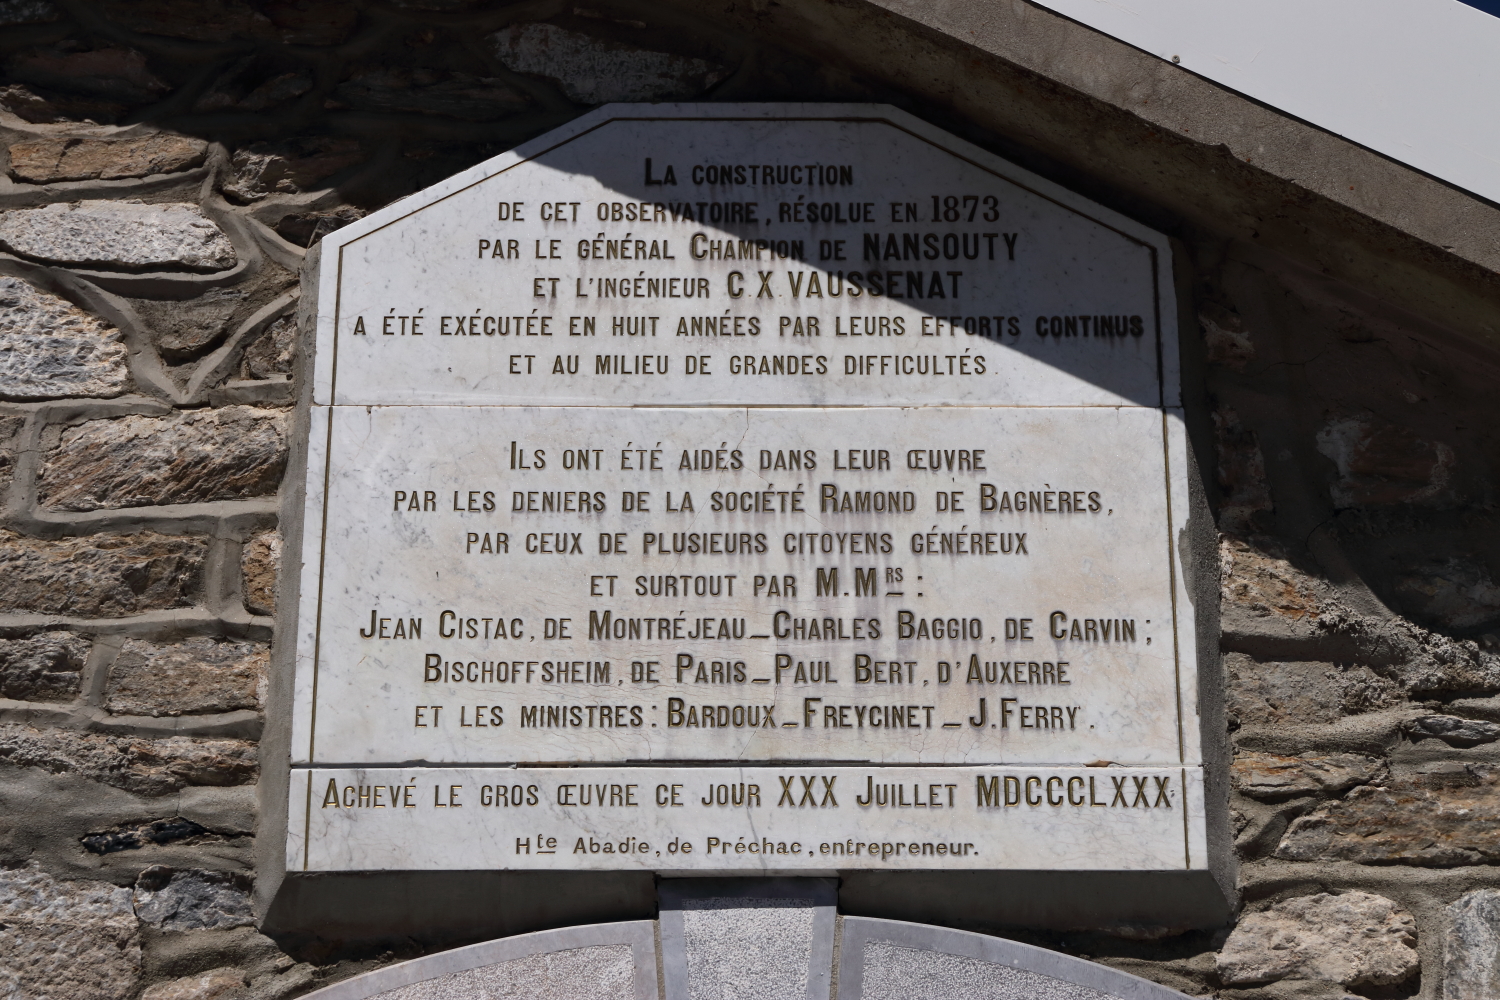 La construction
de cet observatoire, résolue en 1873
par le général Champion de NANSOUTY
et l'ingénieur C.X. VAUSSENAT
a été exécutée en huit années par leurs efforts continus
et au milieu de grandes difficultés.
Ils ont été aidés dans leur œuvre
par les deniers de la société Ramond de Bagnères,
par ceux de plusieurs citoyens généreux
et surtout par M.Mrs :
Jean Cistac, de Montréjeau_Charles Baggio, de Carvin;
Bischoffsheim, de Paris_Paul Bert, d'Auxerre
et les ministres: Bardoux_Freycinet_J.Ferry.
Achevé le gros œuvre ce jour XXX Juillet MDCCCLXXX.
Hte Abadie, de Préchac, entrepreneur.